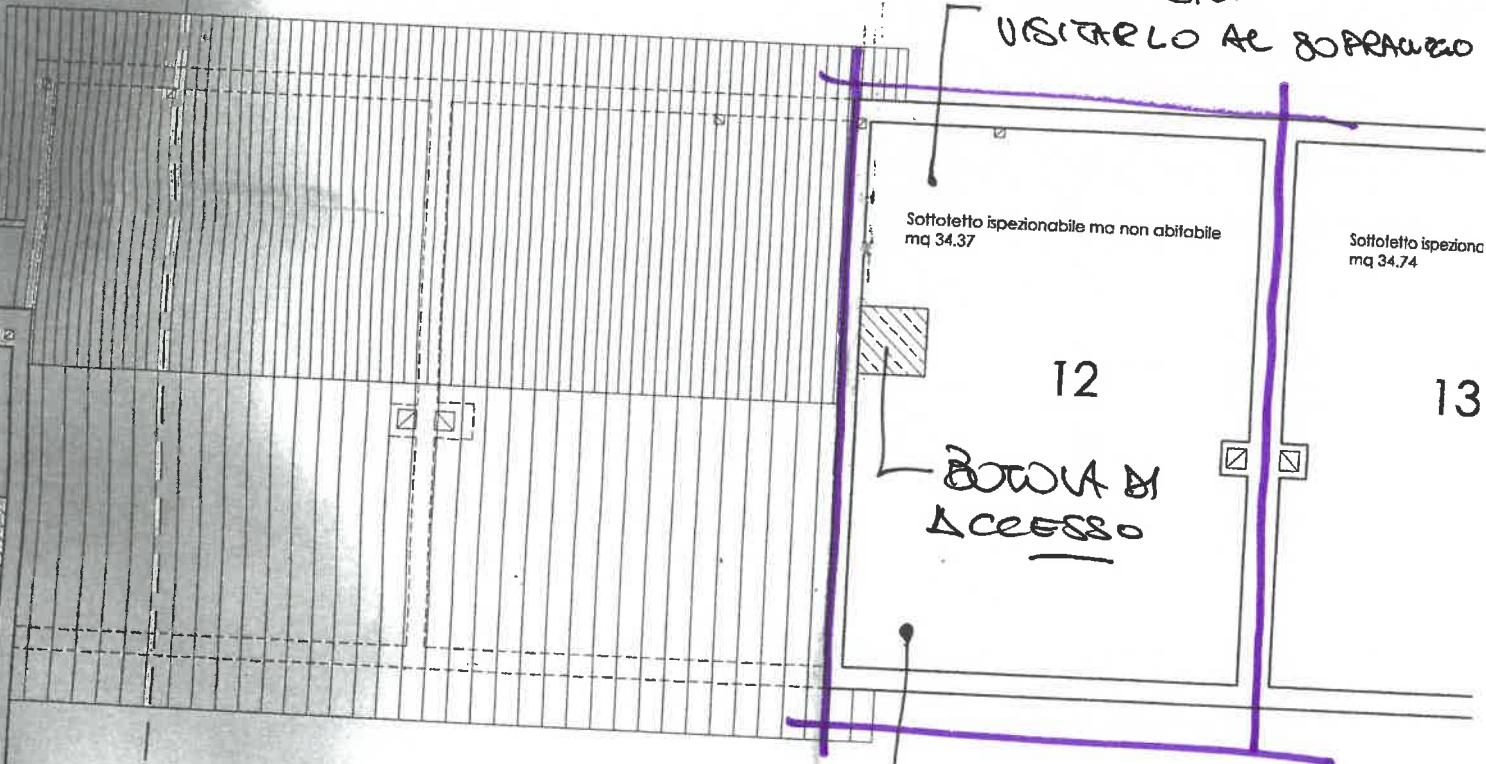 VISITARLO AL SOPRALUOGO
Sottotetto ispezionabile ma non abitabile
mq 34.37
Sottotetto ispeziona
mq 34.74
12
13
BOTOLA DI
ACCESSO